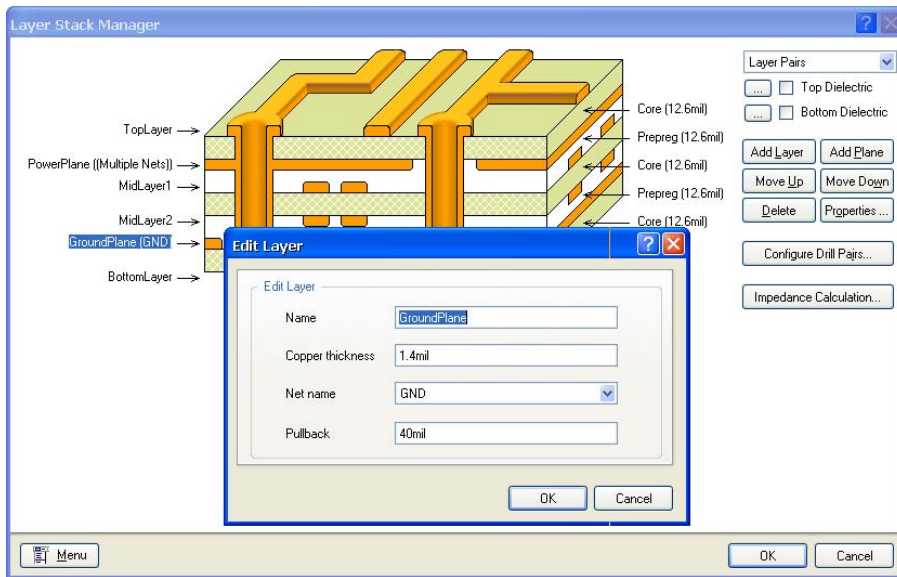 Layer Stack Manager
TopLayer
PowerPlane ((Multiple Nets))
MidLayer1
MidLayer2
GroundPlane (GND)
BottomLayer
Core (12.6mil)
Prepreg (12.6mil)
Core (12.6mil)
Prepreg (12.6mil)
Core (12.6mil)
Layer Pairs
... Top Dielectric
... Bottom Dielectric
Add Layer Add Plane
Move Up Move Down
Delete Properties ...
Configure Drill Pairs...
Impedance Calculation...
Edit Layer
Edit Layer
Name GroundPlane
Copper thickness 1.4mil
Net name GND
Pullback 40mil
OK Cancel
Menu OK Cancel